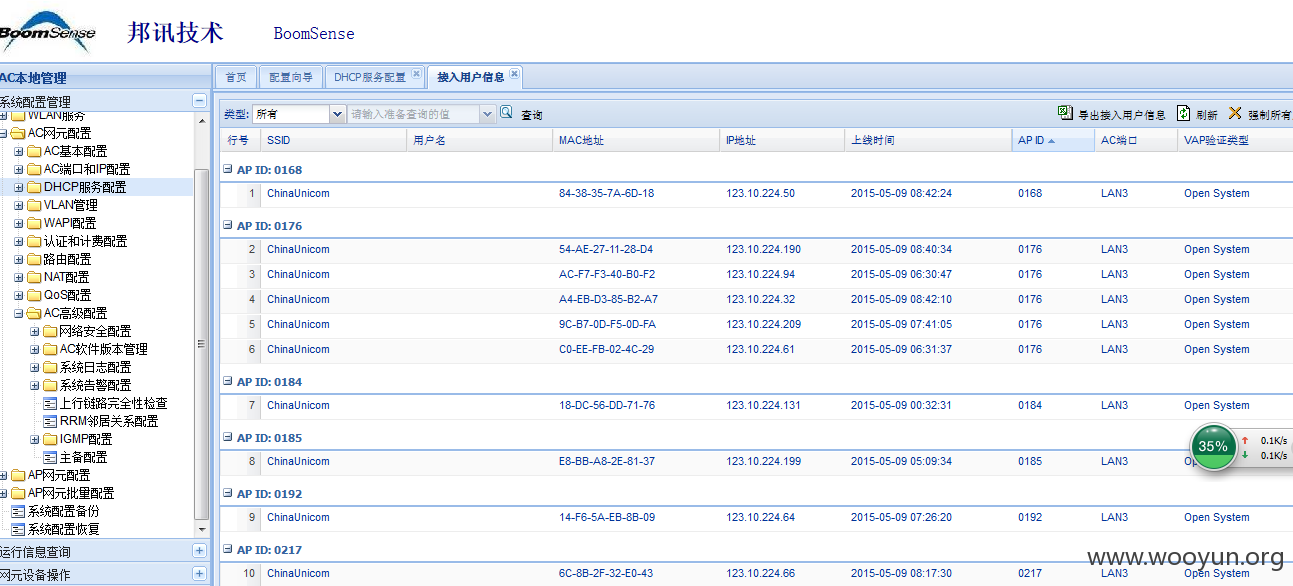 BoomSense 邦讯技术 BoomSense
AC本地管理
系统配置管理
WLAN服务
AC网元配置
AC基本配置
AC端口和IP配置
DHCP服务配置
VLAN管理
WAPI配置
认证和计费配置
路由配置
NAT配置
QoS配置
AC高级配置
网络安全配置
AC软件版本管理
系统日志配置
系统告警配置
上行链路完全性检查
RRM邻居关系配置
IGMP配置
主备配置
AP网元配置
AP网元批量配置
系统配置备份
系统配置恢复
运行信息查询
网元设备操作
首页 配置向导 DHCP服务配置 接入用户信息
类型: 所有 请输入准备查询的值 查询 导出接入用户信息 刷新 强制所有
行号 SSID 用户名 MAC地址 IP地址 上线时间 AP ID AC端口 VAP验证类型
AP ID: 0168
1 ChinaUnicom 84-38-35-7A-6D-18 123.10.224.50 2015-05-09 08:42:24 0168 LAN3 Open System
AP ID: 0176
2 ChinaUnicom 54-AE-27-11-28-D4 123.10.224.190 2015-05-09 08:40:34 0176 LAN3 Open System
3 ChinaUnicom AC-F7-F3-40-B0-F2 123.10.224.94 2015-05-09 06:30:47 0176 LAN3 Open System
4 ChinaUnicom A4-EB-D3-85-B2-A7 123.10.224.32 2015-05-09 08:42:10 0176 LAN3 Open System
5 ChinaUnicom 9C-B7-0D-F5-0D-FA 123.10.224.209 2015-05-09 07:41:05 0176 LAN3 Open System
6 ChinaUnicom C0-EE-FB-02-4C-29 123.10.224.61 2015-05-09 06:31:37 0176 LAN3 Open System
AP ID: 0184
7 ChinaUnicom 18-DC-56-DD-71-76 123.10.224.131 2015-05-09 00:32:31 0184 LAN3 Open System
AP ID: 0185
8 ChinaUnicom E8-BB-A8-2E-81-37 123.10.224.199 2015-05-09 05:09:34 0185 LAN3 Op
35% 0.1K/s
0.1K/s
AP ID: 0192
9 ChinaUnicom 14-F6-5A-EB-8B-09 123.10.224.64 2015-05-09 07:26:20 0192 LAN3 Open System
AP ID: 0217
10 ChinaUnicom 6C-8B-2F-32-E0-43 123.10.224.66 2015-05-09 08:17:30 0217 LAN3 Open System
www.wooyun.org